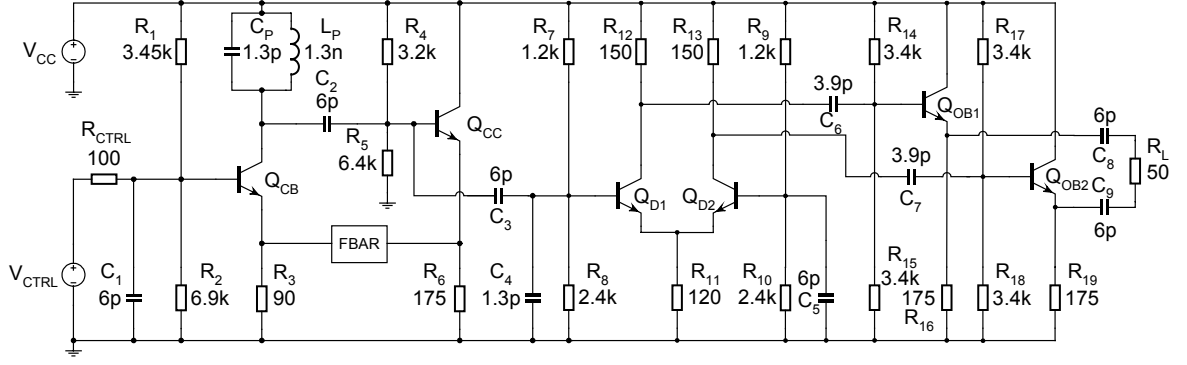 V_CC
R_1
3.45k
C_P
1.3p
L_P
1.3n
R_4
3.2k
R_7
1.2k
R_12
150
R_13
150
R_9
1.2k
R_14
3.4k
R_17
3.4k
C_2
6p
R_5
6.4k
Q_CC
3.9p
C_6
Q_OB1
6p
C_8
R_L
50
R_CTRL
100
Q_CB
6p
C_3
Q_D1
Q_D2
3.9p
C_7
Q_OB2
C_9
6p
FBAR
V_CTRL
C_1
6p
R_2
6.9k
R_3
90
R_6
175
C_4
1.3p
R_8
2.4k
R_11
120
R_10
2.4k
6p
C_5
R_15
3.4k
175
R_16
R_18
3.4k
R_19
175